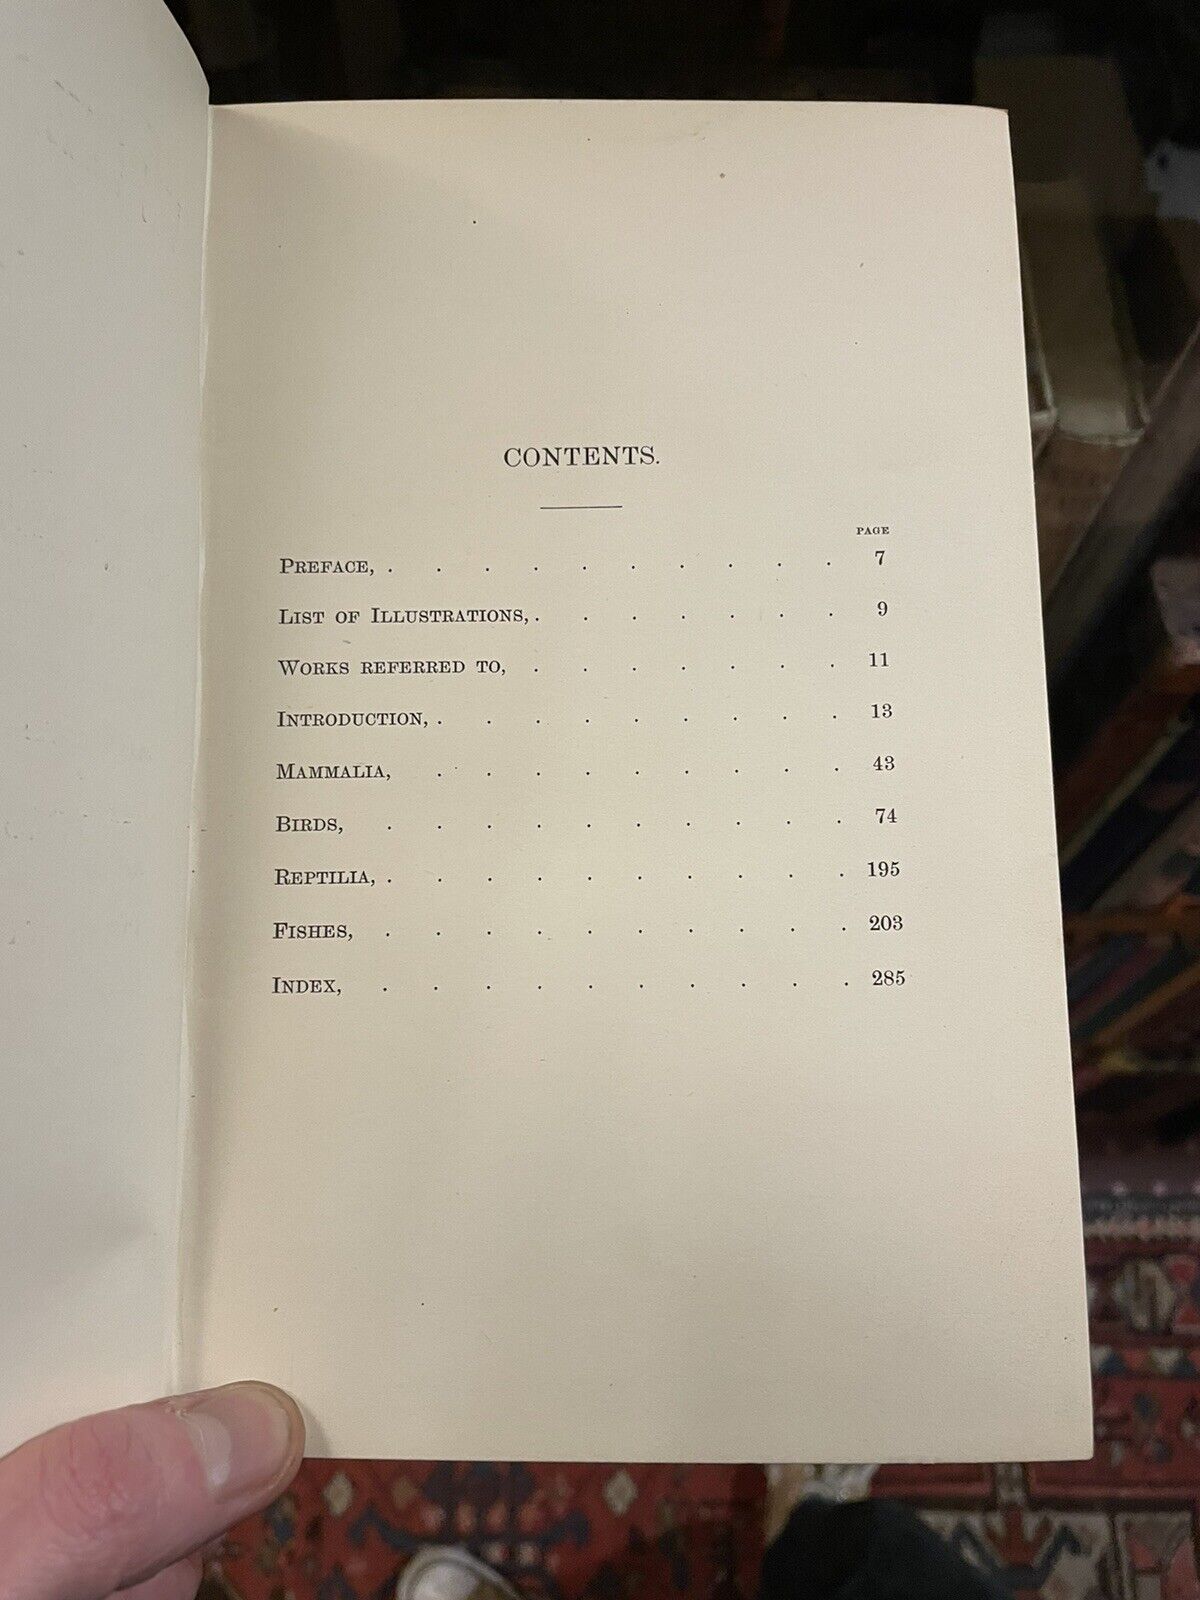 CONTENTS.
PAGE
PREFACE, . . . . . . . . . . 7
LIST OF ILLUSTRATIONS, . . . . . . . 9
WORKS REFERRED TO, . . . . . . . 11
INTRODUCTION, . . . . . . . . . 13
MAMMALIA, . . . . . . . . . 43
BIRDS, . . . . . . . . . . 74
REPTILIA, . . . . . . . . . . 195
FISHES, . . . . . . . . . . 203
INDEX, . . . . . . . . . . 285